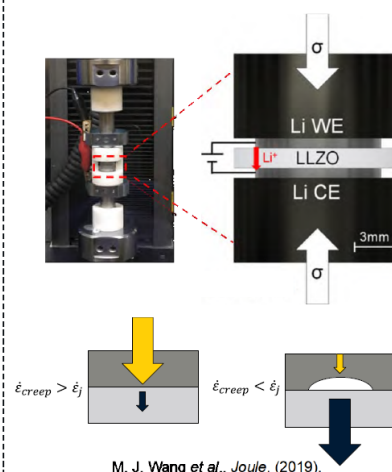 σ
Li WE
Li⁺
LLZO
Li CE
3mm
σ
ε̇creep > ε̇j
ε̇creep < ε̇j
M. J. Wang et al., Joule, (2019).